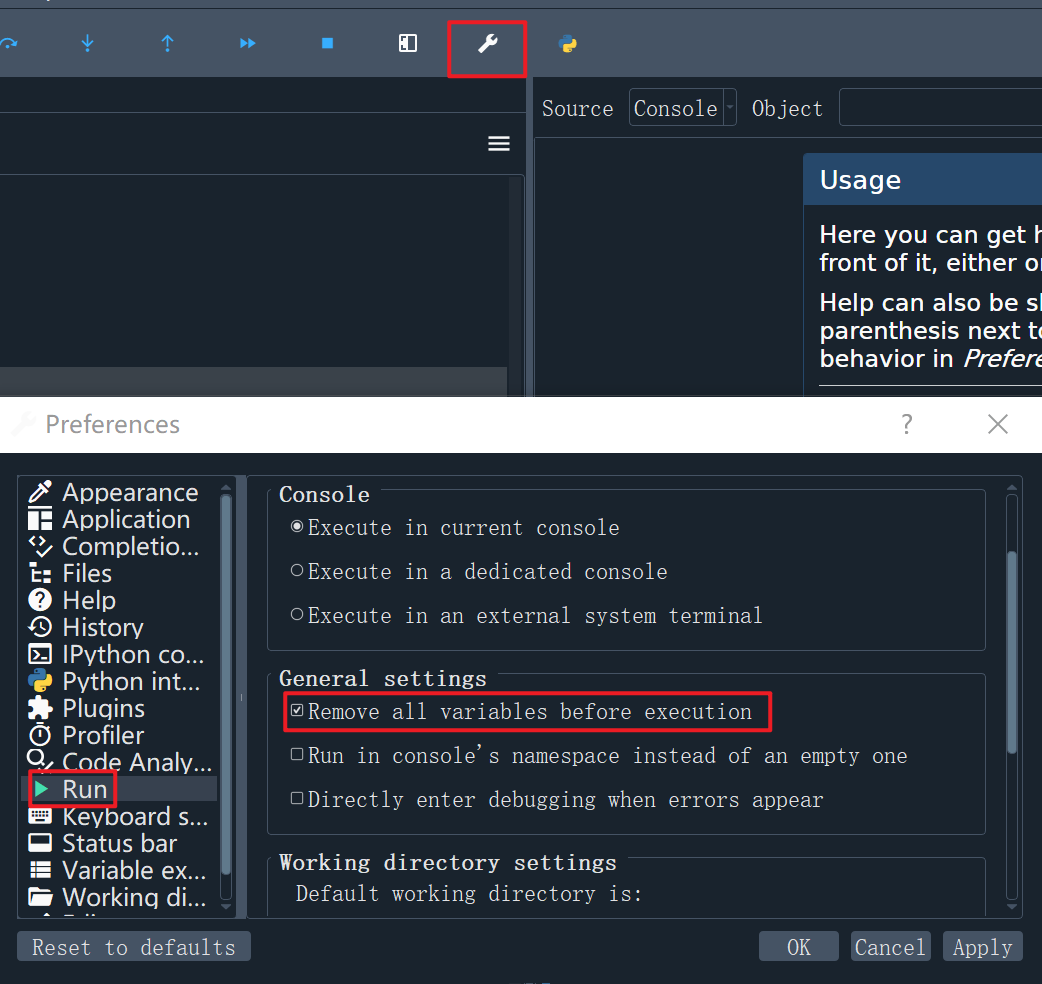 Source Console Object
Usage
Here you can get h
front of it, either or
Help can also be sh
parenthesis next to
behavior in Prefere
Preferences
?
Appearance
Application
Completio...
Files
Help
History
IPython co...
Python int...
Plugins
Profiler
Code Analy...
Run
Keyboard s...
Status bar
Variable ex...
Working di...
Console
Execute in current console
Execute in a dedicated console
Execute in an external system terminal
General settings
Remove all variables before execution
Run in console's namespace instead of an empty one
Directly enter debugging when errors appear
Working directory settings
Default working directory is:
Reset to defaults
OK
Cancel
Apply